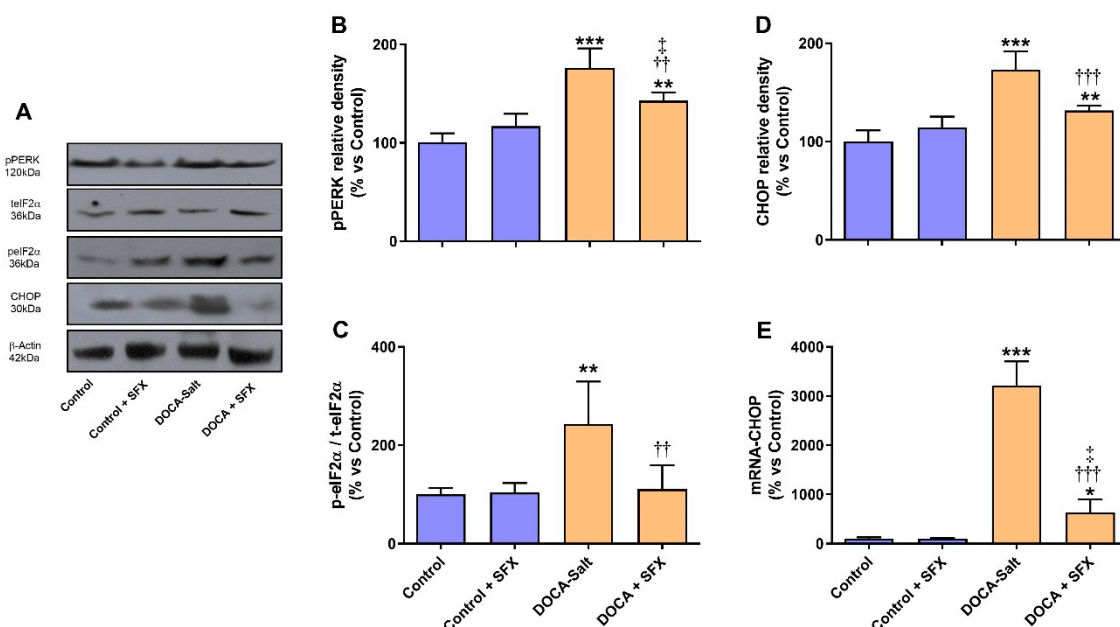 A
pPERK
120kDa
teIF2α
36kDa
peIF2α
36kDa
CHOP
30kDa
β-Actin
42kDa
Control
Control + SFX
DOCA-Salt
DOCA + SFX
B
pPERK relative density
(% vs Control)
200
100
0
***
‡
††
**
C
p-eIF2α / t-eIF2α
(% vs Control)
400
200
0
**
††
Control
Control + SFX
DOCA-Salt
DOCA + SFX
D
CHOP relative density
(% vs Control)
200
100
0
***
†††
**
E
mRNA-CHOP
(% vs Control)
4000
3000
2000
1000
0
***
‡
†††
*
Control
Control + SFX
DOCA-Salt
DOCA + SFX